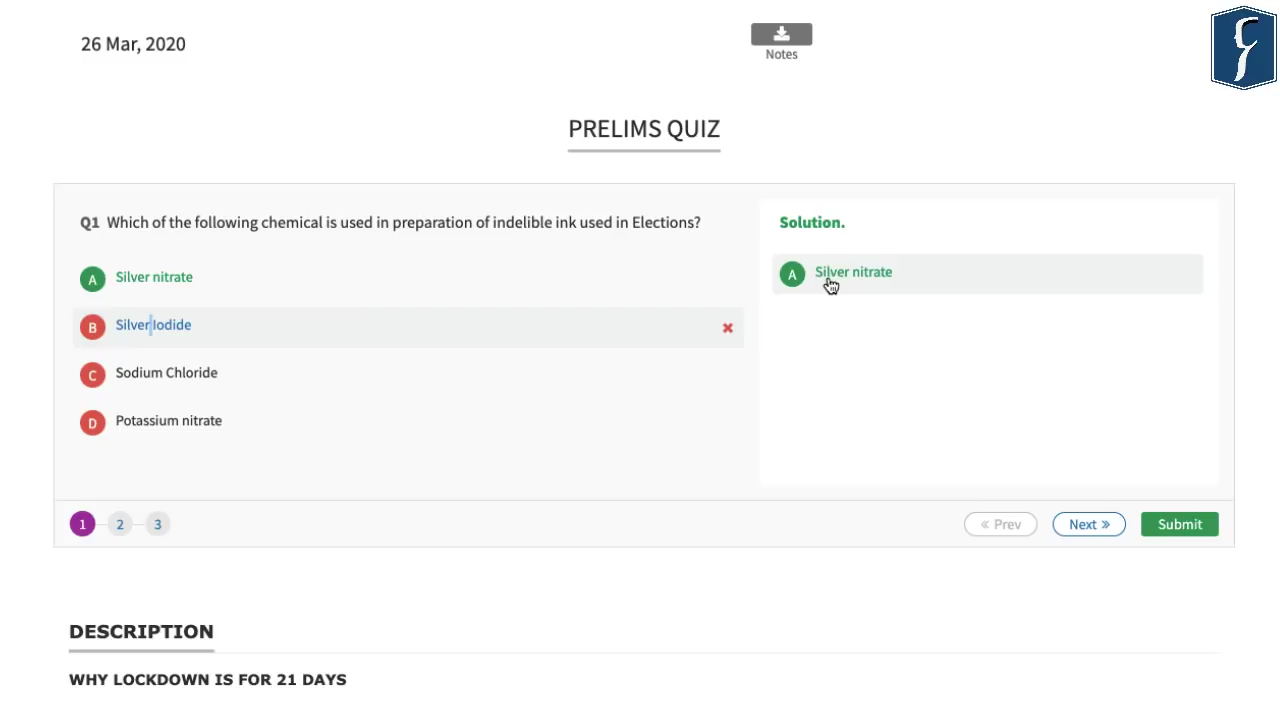 26 Mar, 2020
Notes
PRELIMS QUIZ
Q1 Which of the following chemical is used in preparation of indelible ink used in Elections?
A Silver nitrate
B Silver Iodide
C Sodium Chloride
D Potassium nitrate
Solution.
A Silver nitrate
1 2 3
« Prev Next » Submit
DESCRIPTION
WHY LOCKDOWN IS FOR 21 DAYS